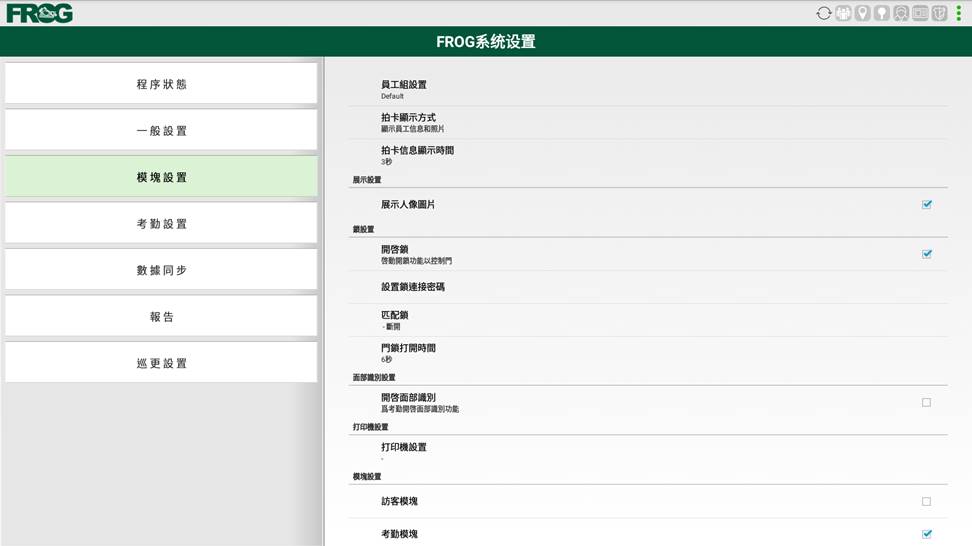 FROG
FROG系统设置
程序狀態
一般設置
模塊設置
考勤設置
數據同步
報告
巡更設置
員工組設置
Default
拍卡顯示方式
顯示員工信息和照片
拍卡信息顯示時間
3秒
展示設置
展示人像圖片
鎖設置
開啓鎖
啓動開鎖功能以控制門
設置鎖連接密碼
匹配鎖
- 斷開
門鎖打開時間
6秒
面部識別設置
開啓面部識別
爲考勤開啓面部識別功能
打印機設置
打印機設置
-
模塊設置
訪客模塊
考勤模塊